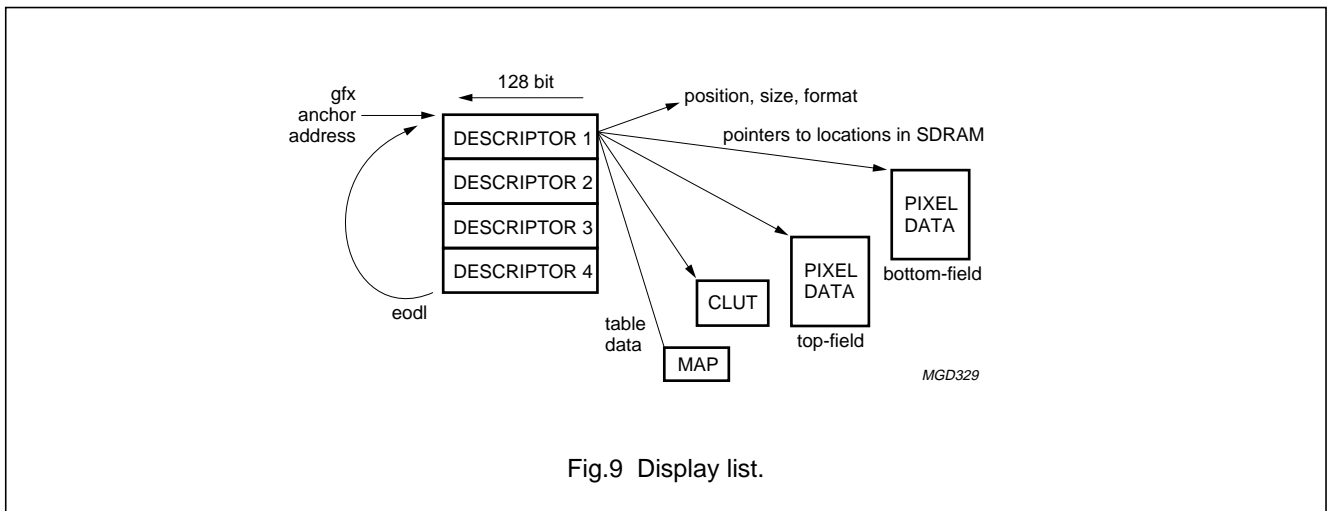 128 bit
gfx
anchor
address
position, size, format
DESCRIPTOR 1
pointers to locations in SDRAM
DESCRIPTOR 2
DESCRIPTOR 3
DESCRIPTOR 4
PIXEL
DATA
bottom-field
PIXEL
DATA
top-field
CLUT
eodl
table
data
MAP
MGD329
Fig.9 Display list.